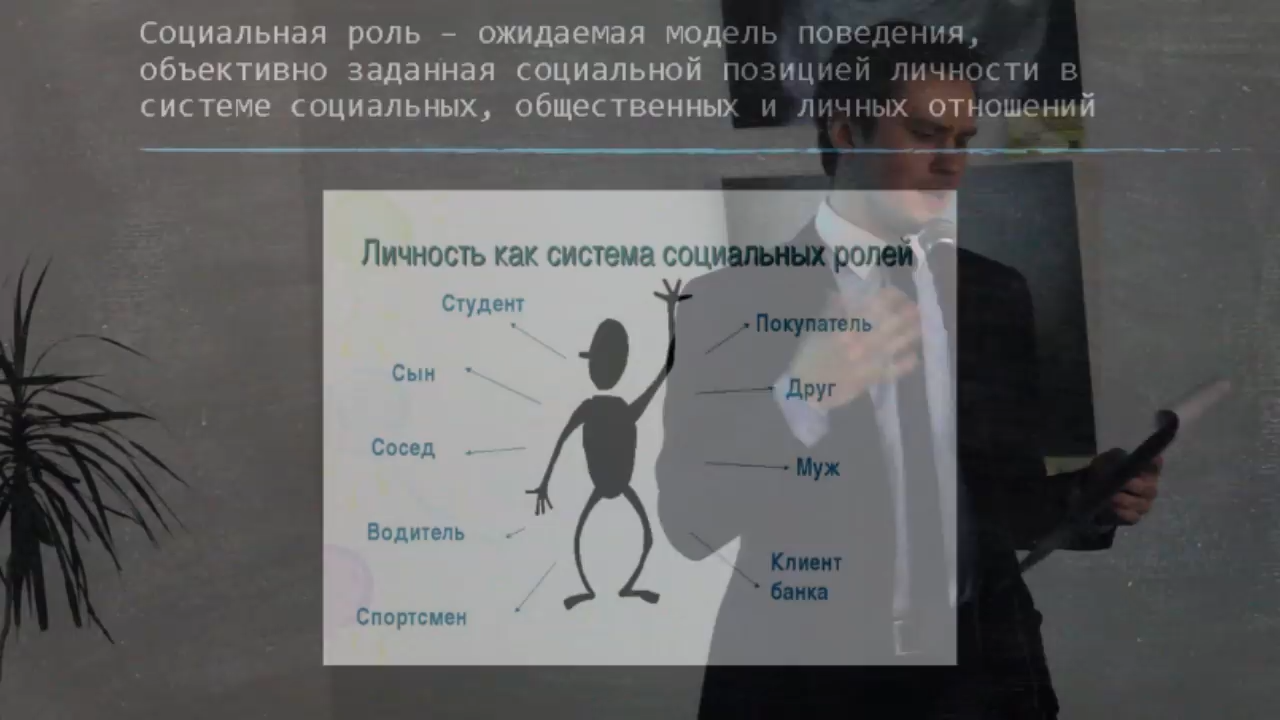 Социальная роль – ожидаемая модель поведения,
объективно заданная социальной позицией личности в
системе социальных, общественных и личных отношений
Личность как система социальных ролей
Студент
Покупатель
Сын
Друг
Сосед
Муж
Водитель
Клиент
банка
Спортсмен